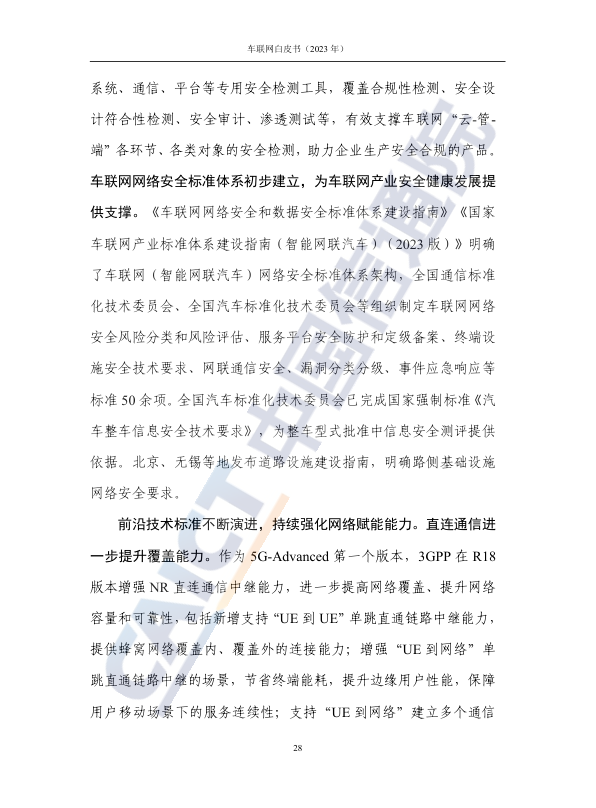 车联网白皮书（2023 年）
系统、通信、平台等专用安全检测工具，覆盖合规性检测、安全设
计符合性检测、安全审计、渗透测试等，有效支撑车联网“云-管-
端”各环节、各类对象的安全检测，助力企业生产安全合规的产品。
车联网网络安全标准体系初步建立，为车联网产业安全健康发展提
供支撑。《车联网网络安全和数据安全标准体系建设指南》《国家
车联网产业标准体系建设指南（智能网联汽车）（2023 版）》明确
了车联网（智能网联汽车）网络安全标准体系架构，全国通信标准
化技术委员会、全国汽车标准化技术委员会等组织制定车联网网络
安全风险分类和风险评估、服务平台安全防护和定级备案、终端设
施安全技术要求、网联通信安全、漏洞分类分级、事件应急响应等
标准 50 余项。全国汽车标准化技术委员会已完成国家强制标准《汽
车整车信息安全技术要求》，为整车型式批准中信息安全测评提供
依据。北京、无锡等地发布道路设施建设指南，明确路侧基础设施
网络安全要求。
前沿技术标准不断演进，持续强化网络赋能能力。直连通信进
一步提升覆盖能力。作为 5G-Advanced 第一个版本，3GPP 在 R18
版本增强 NR 直连通信中继能力，进一步提高网络覆盖、提升网络
容量和可靠性，包括新增支持“UE 到 UE”单跳直通链路中继能力，
提供蜂窝网络覆盖内、覆盖外的连接能力；增强“UE 到网络”单
跳直通链路中继的场景，节省终端能耗，提升边缘用户性能，保障
用户移动场景下的服务连续性；支持“UE 到网络”建立多个通信
28
CAICT 中国信通院